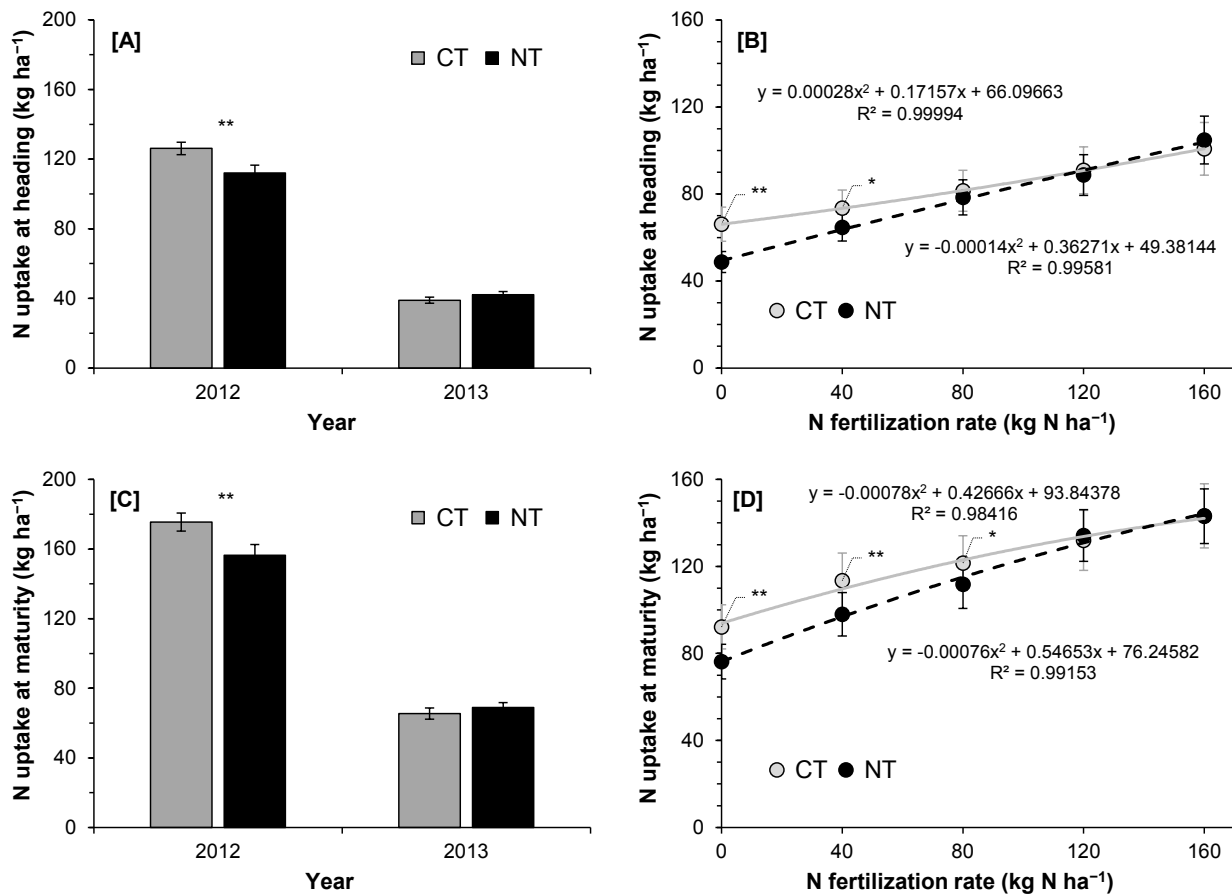 [A]
CT NT
N uptake at heading (kg ha⁻¹)
200
160
120
80
40
0
**
2012 2013
Year
[B]
N uptake at heading (kg ha⁻¹)
160
120
80
40
0
y = 0.00028x² + 0.17157x + 66.09663
R² = 0.99994
** *
y = -0.00014x² + 0.36271x + 49.38144
R² = 0.99581
CT NT
0 40 80 120 160
N fertilization rate (kg N ha⁻¹)
[C]
CT NT
N uptake at maturity (kg ha⁻¹)
200
160
120
80
40
0
**
2012 2013
Year
[D]
N uptake at maturity (kg ha⁻¹)
160
120
80
40
0
y = -0.00078x² + 0.42666x + 93.84378
R² = 0.98416
** ** *
y = -0.00076x² + 0.54653x + 76.24582
R² = 0.99153
CT NT
0 40 80 120 160
N fertilization rate (kg N ha⁻¹)